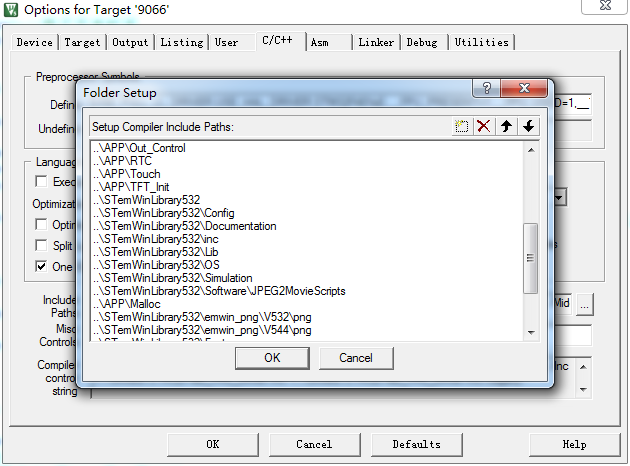 Options for Target '9066'
Device Target Output Listing User C/C++ Asm Linker Debug Utilities
Preprocessor Symbols
Folder Setup
Setup Compiler Include Paths:
..\APP\Out_Control
..\APP\RTC
..\APP\Touch
..\APP\TFT_Init
..\STemWinLibrary532
..\STemWinLibrary532\Config
..\STemWinLibrary532\Documentation
..\STemWinLibrary532\inc
..\STemWinLibrary532\Lib
..\STemWinLibrary532\OS
..\STemWinLibrary532\Simulation
..\STemWinLibrary532\Software\JPEG2MovieScripts
..\APP\Malloc
..\STemWinLibrary532\emwin_png\V532\png
..\STemWinLibrary532\emwin_png\V544\png
OK Cancel
Define
D=1,__
Undefin
Languag
Exec
Optimizat
Optim
Split
One
Include
Paths
Mid
...
Misc
Controls
Compiler
control
string
Inc
OK Cancel Defaults Help